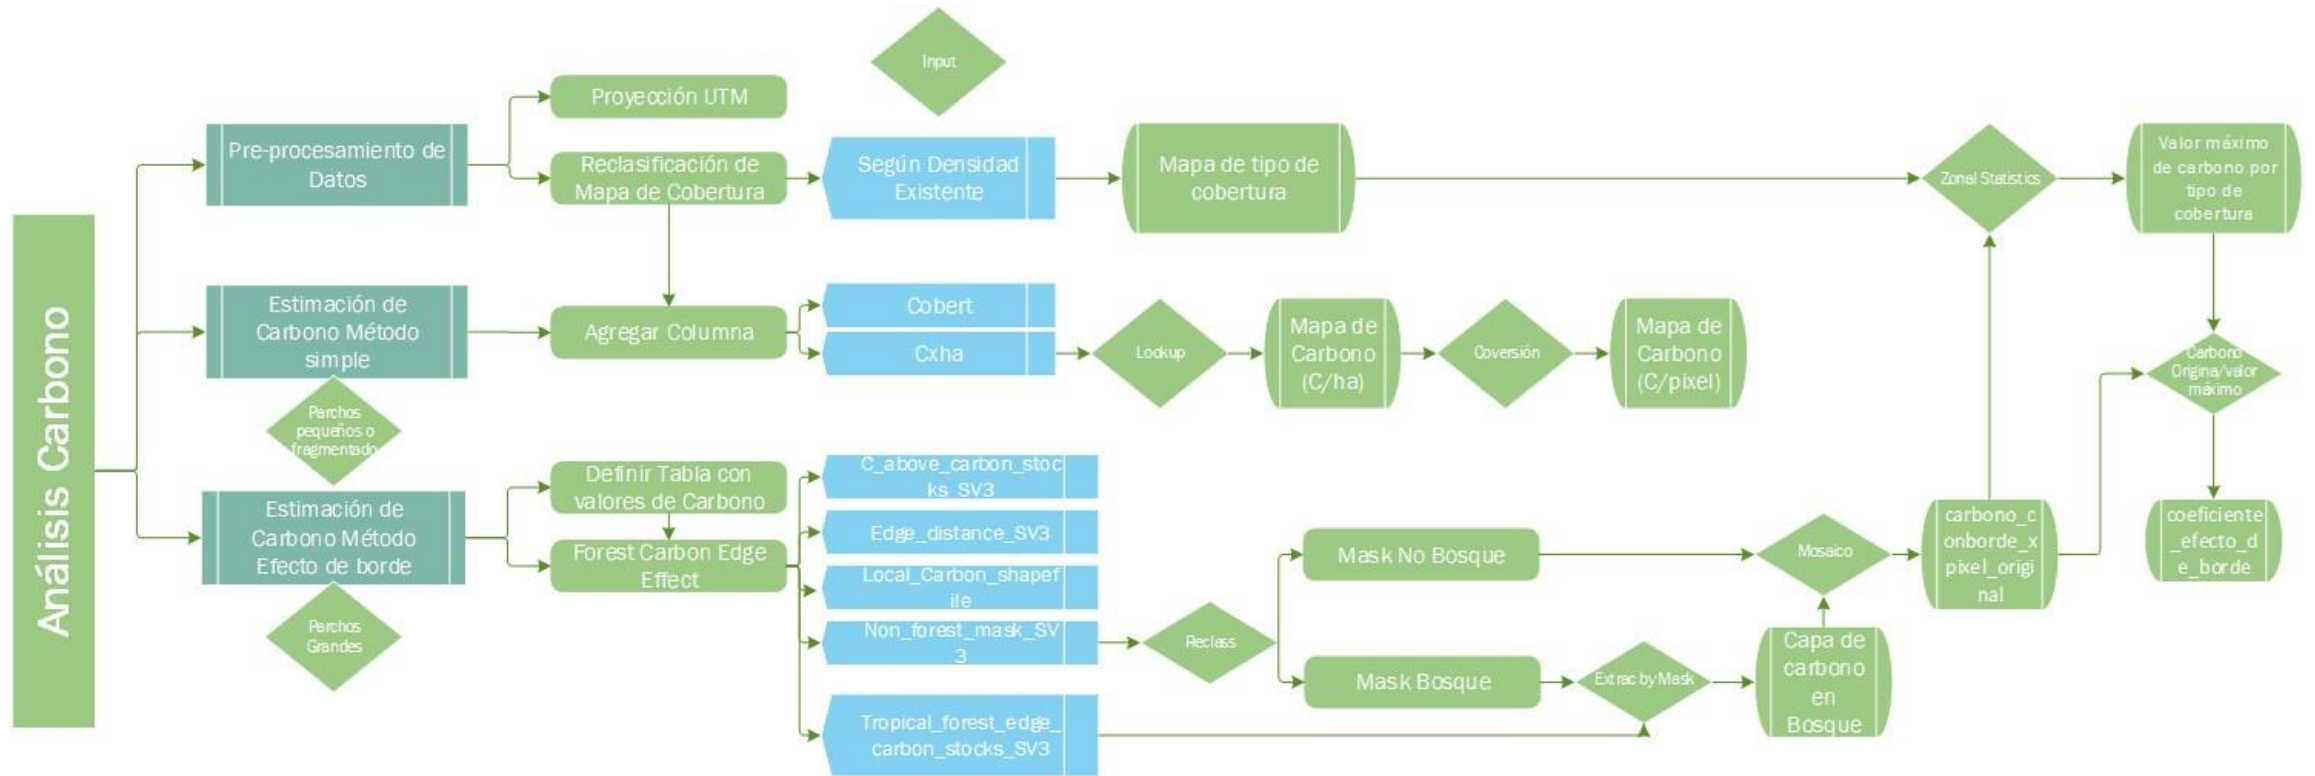 Análisis Carbono
Input
Proyección UTM
Pre-procesamiento de
Datos
Reclasificación de
Mapa de Cobertura
Según Densidad
Existente
Mapa de tipo de
cobertura
Zonal Statistics
Valor máximo
de carbono por
tipo de
cobertura
Estimación de
Carbono Método
simple
Agregar Columna
Cobert
Cxha
Lookup
Mapa de
Carbono
(C/ha)
Coversión
Mapa de
Carbono
(C/pixel)
Carbono
Origina/valor
máximo
Parchos
pequeños o
fragmentado
Definir Tabla con
valores de Carbono
C_above_carbon_stoc
ks_SV3
Estimación de
Carbono Método
Efecto de borde
Forest Carbon Edge
Effect
Edge_distance_SV3
Local_Carbon_shapef
ile
Non_forest_mask_SV
3
Tropical_forest_edge_
carbon_stocks_SV3
Parchos
Grandes
Reclass
Mask No Bosque
Mask Bosque
Extrac by Mask
Mosaico
Capa de
carbono
en
Bosque
carbono_c
onborde_x
pixel_origi
nal
coeficiente
_efecto_d
e_borde